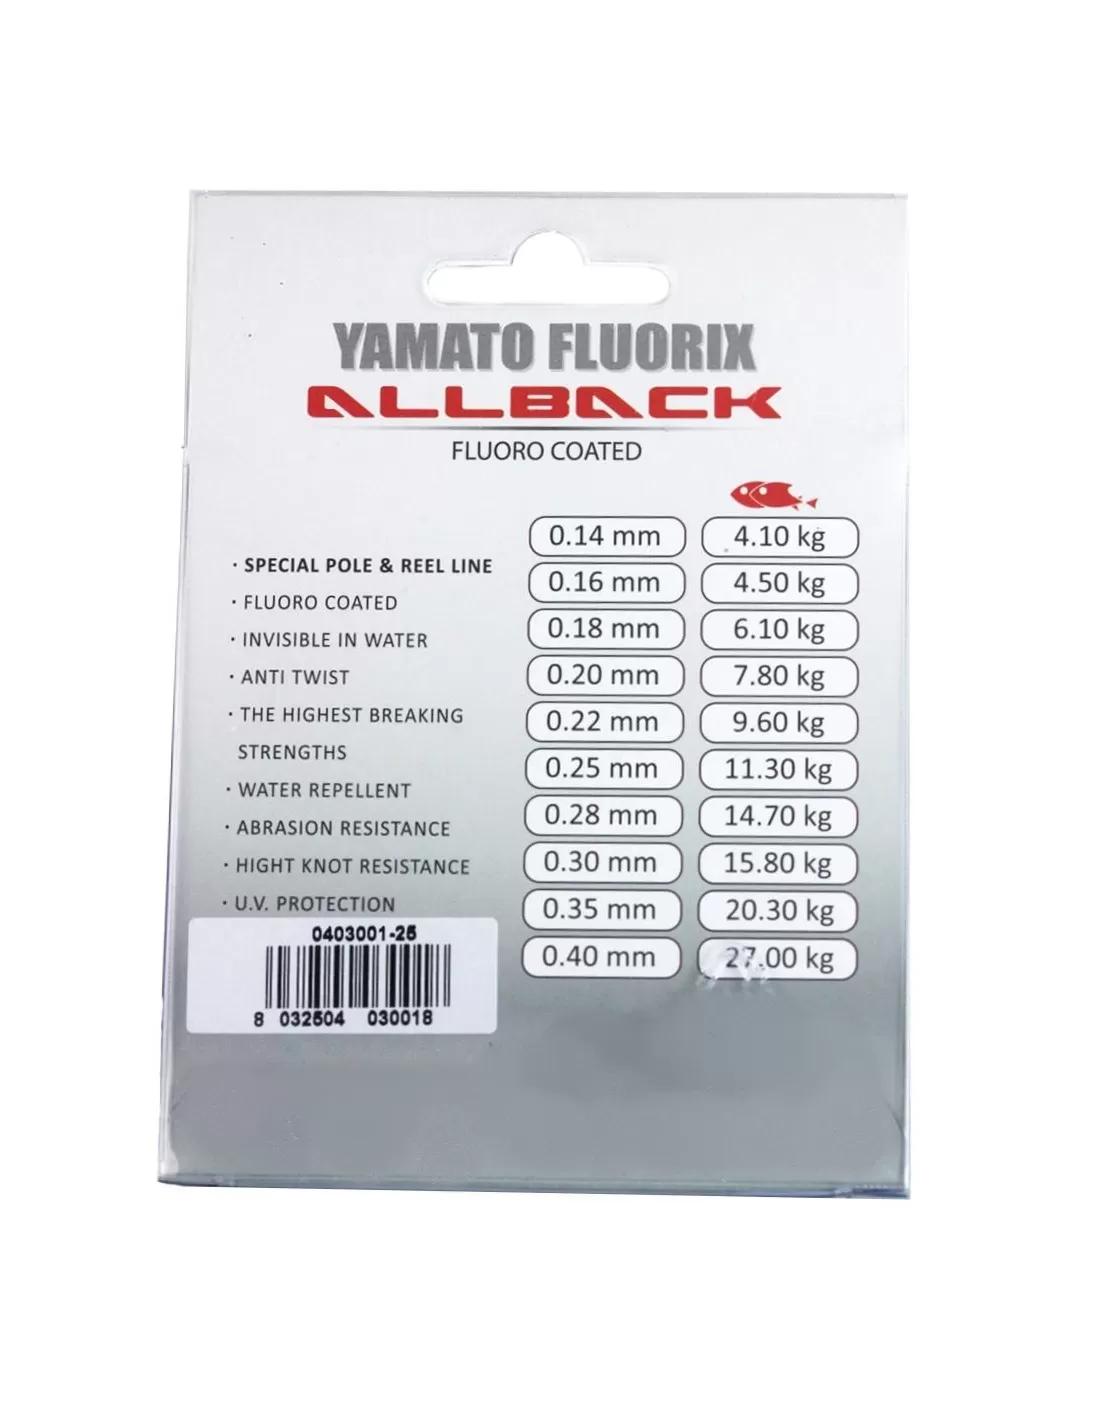 YAMATO FLUORIX
ALLBACK
FLUORO COATED
· SPECIAL POLE & REEL LINE
· FLUORO COATED
· INVISIBLE IN WATER
· ANTI TWIST
· THE HIGHEST BREAKING
STRENGTHS
· WATER REPELLENT
· ABRASION RESISTANCE
· HIGHT KNOT RESISTANCE
· U.V. PROTECTION
0.14 mm 4.10 kg
0.16 mm 4.50 kg
0.18 mm 6.10 kg
0.20 mm 7.80 kg
0.22 mm 9.60 kg
0.25 mm 11.30 kg
0.28 mm 14.70 kg
0.30 mm 15.80 kg
0.35 mm 20.30 kg
0.40 mm 27.00 kg
0403001-25
8 032504 030018